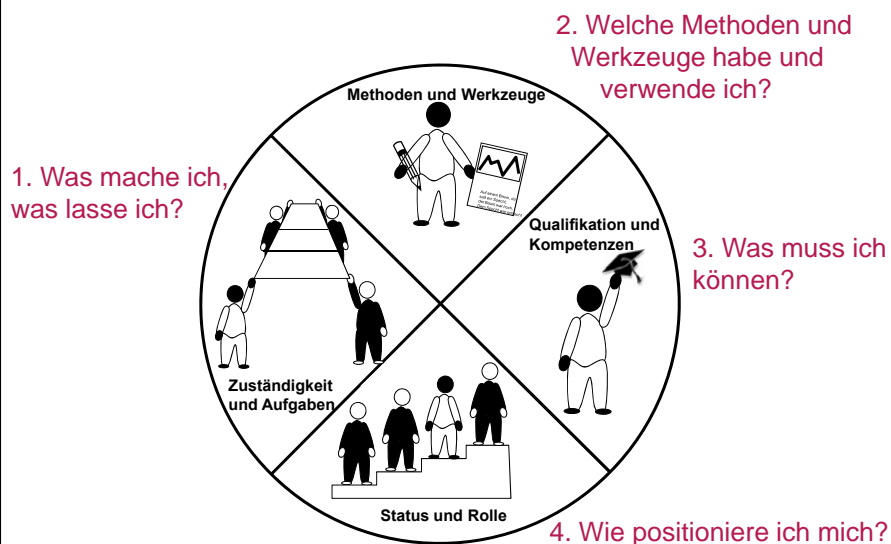 2. Welche Methoden und
Werkzeuge habe und
verwende ich?
Methoden und Werkzeuge
1. Was mache ich,
was lasse ich?
Qualifikation und
Kompetenzen
3. Was muss ich
können?
Zuständigkeit
und Aufgaben
Status und Rolle
4. Wie positioniere ich mich?